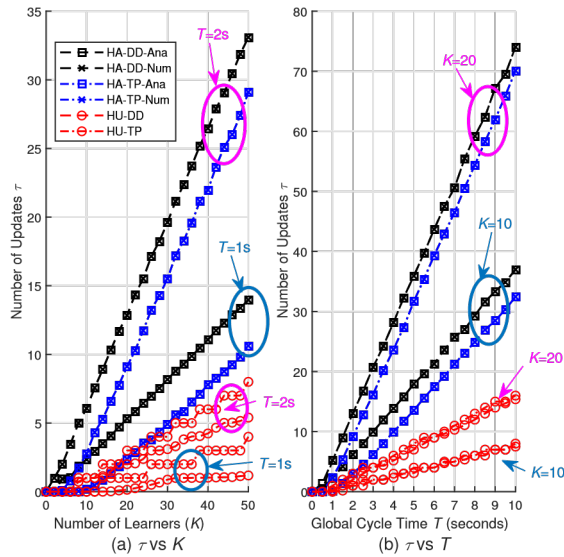 35
30
25
20
15
10
5
0
Number of Updates τ
HA-DD-Ana
HA-DD-Num
HA-TP-Ana
HA-TP-Num
HU-DD
HU-TP
T=2s
T=1s
T=2s
T=1s
0 10 20 30 40 50
Number of Learners (K)
(a) τ vs K
80
70
60
50
40
30
20
10
0
Number of Updates τ
K=20
K=10
K=20
K=10
0 1 2 3 4 5 6 7 8 9 10
Global Cycle Time T (seconds)
(b) τ vs T